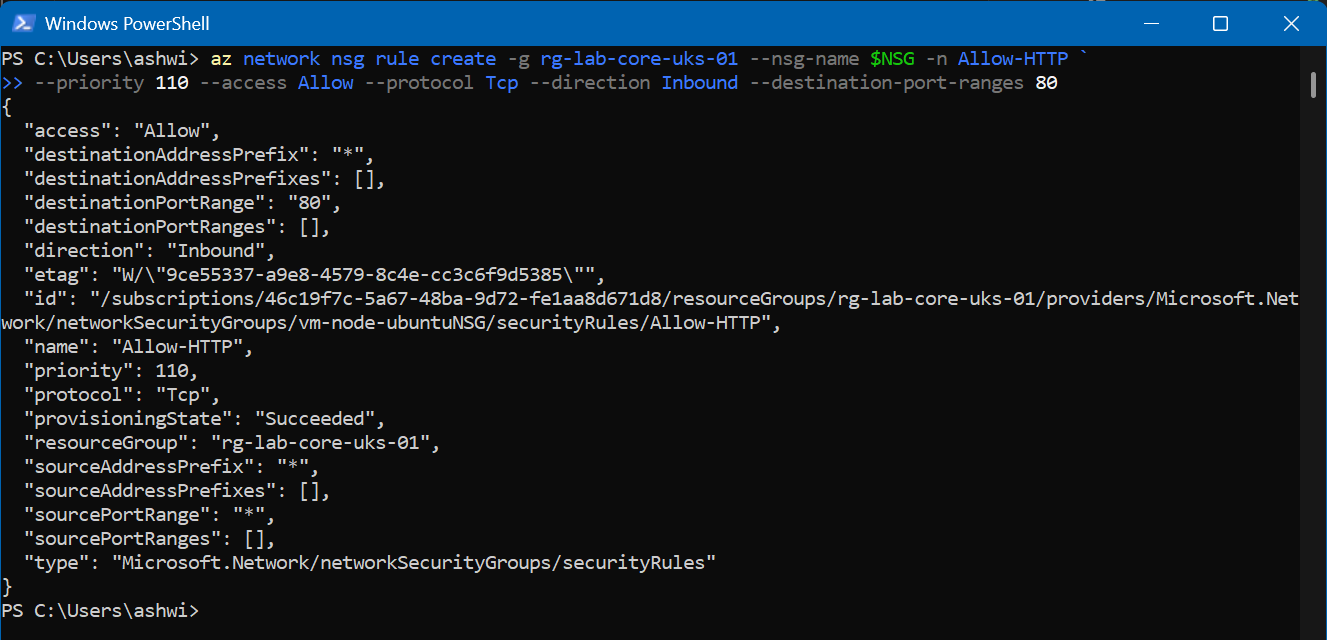 Windows PowerShell
PS C:\Users\ashwi> az network nsg rule create -g rg-lab-core-uks-01 --nsg-name $NSG -n Allow-HTTP `
>> --priority 110 --access Allow --protocol Tcp --direction Inbound --destination-port-ranges 80
{
  "access": "Allow",
  "destinationAddressPrefix": "*",
  "destinationAddressPrefixes": [],
  "destinationPortRange": "80",
  "destinationPortRanges": [],
  "direction": "Inbound",
  "etag": "W/\"9ce55337-a9e8-4579-8c4e-cc3c6f9d5385\"",
  "id": "/subscriptions/46c19f7c-5a67-48ba-9d72-fe1aa8d671d8/resourceGroups/rg-lab-core-uks-01/providers/Microsoft.Net
work/networkSecurityGroups/vm-node-ubuntuNSG/securityRules/Allow-HTTP",
  "name": "Allow-HTTP",
  "priority": 110,
  "protocol": "Tcp",
  "provisioningState": "Succeeded",
  "resourceGroup": "rg-lab-core-uks-01",
  "sourceAddressPrefix": "*",
  "sourceAddressPrefixes": [],
  "sourcePortRange": "*",
  "sourcePortRanges": [],
  "type": "Microsoft.Network/networkSecurityGroups/securityRules"
}
PS C:\Users\ashwi>